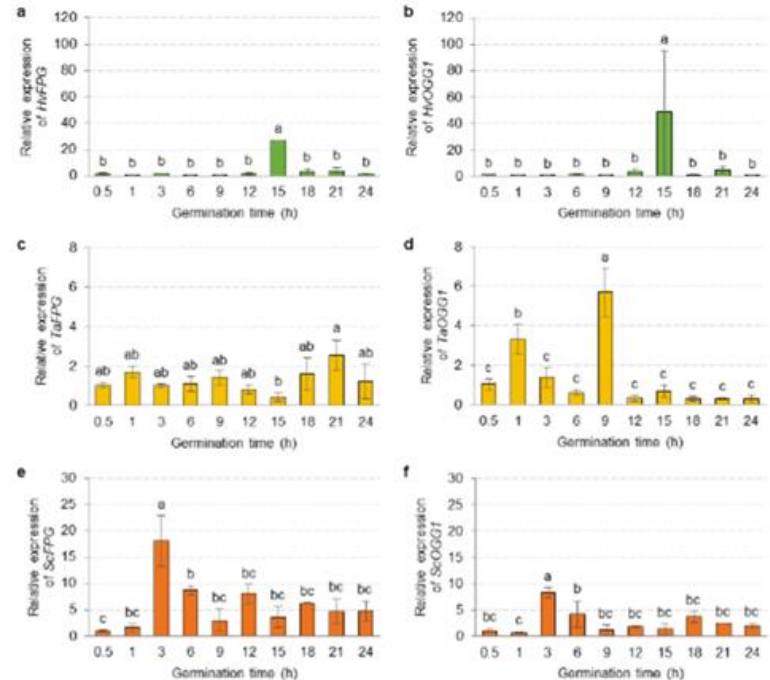 a
Relative expression
of HvFPG
120
100
80
60
40
20
0
b b b b b b a b b b
0.5 1 3 6 9 12 15 18 21 24
Germination time (h)
b
Relative expression
of HvOGG1
120
100
80
60
40
20
0
b b b b b b a b b b
0.5 1 3 6 9 12 15 18 21 24
Germination time (h)
c
Relative expression
of TaFPG
8
6
4
2
0
ab ab ab ab ab ab b ab a ab
0.5 1 3 6 9 12 15 18 21 24
Germination time (h)
d
Relative expression
of TaOGG1
8
6
4
2
0
c b c c a c c c c c
0.5 1 3 6 9 12 15 18 21 24
Germination time (h)
e
Relative expression
of ScFPG
30
25
20
15
10
5
0
c bc a b bc bc bc bc bc bc
0.5 1 3 6 9 12 15 18 21 24
Germination time (h)
f
Relative expression
of ScOGG1
30
25
20
15
10
5
0
bc c a b bc bc bc bc bc bc
0.5 1 3 6 9 12 15 18 21 24
Germination time (h)